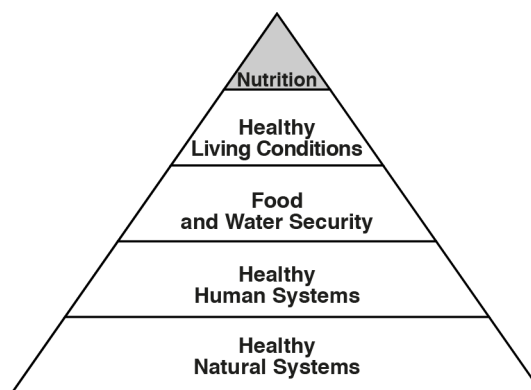 Nutrition
Healthy
Living Conditions
Food
and Water Security
Healthy
Human Systems
Healthy
Natural Systems